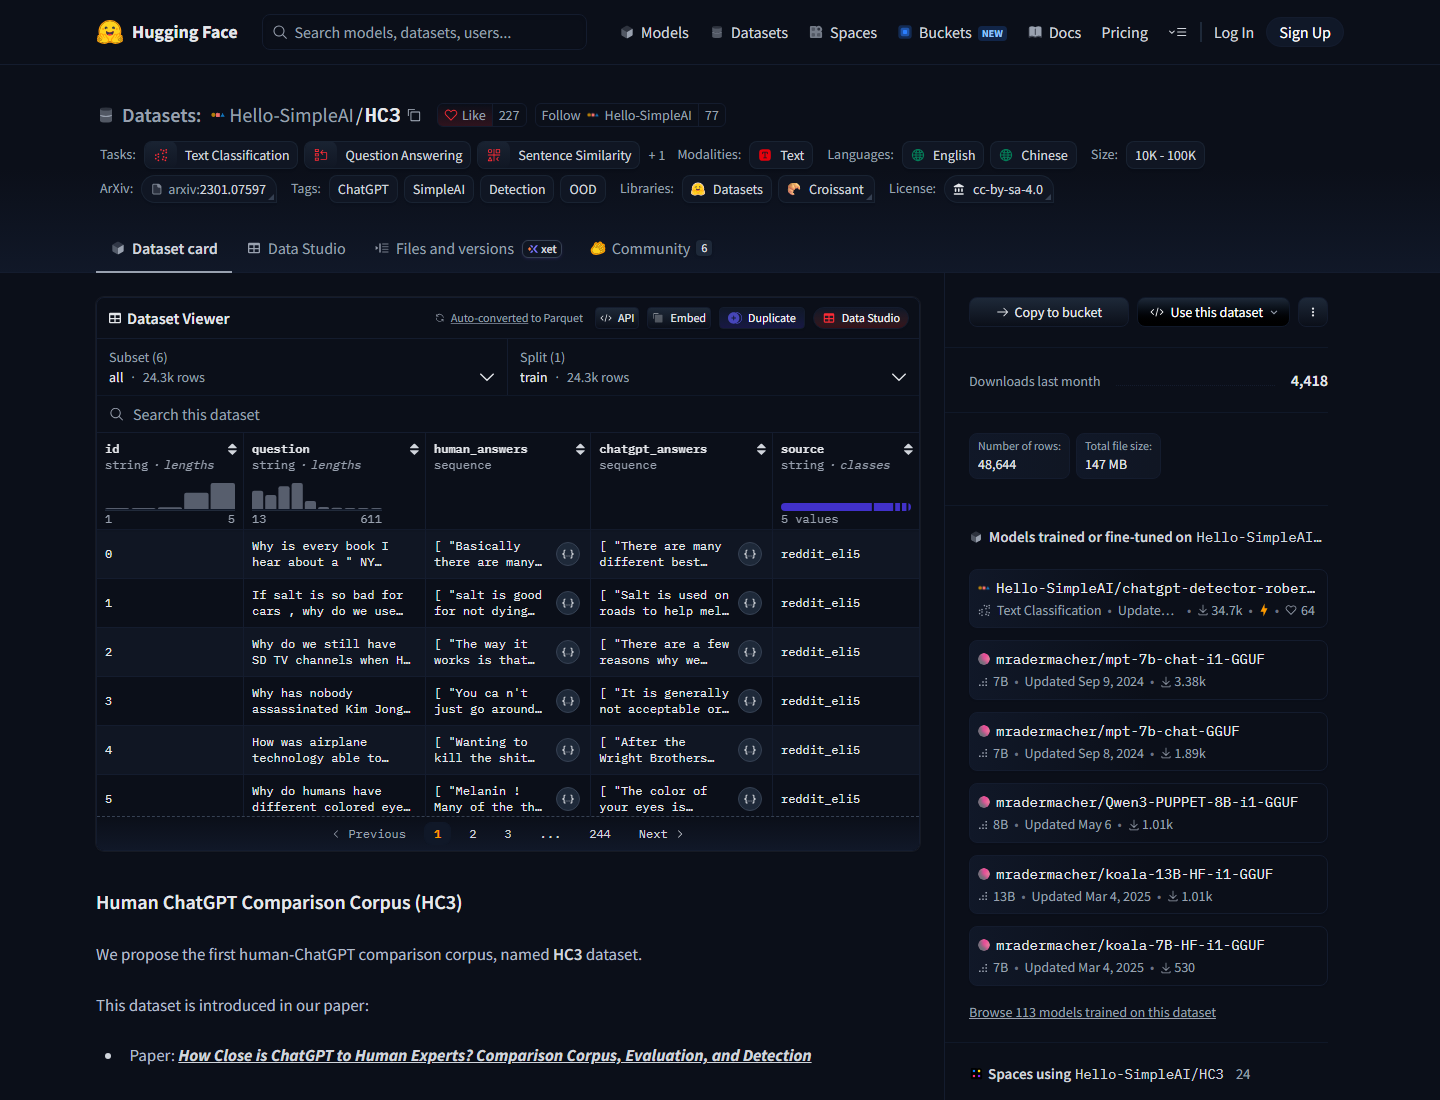 Hugging Face
Search models, datasets, users...
Models
Datasets
Spaces
Buckets NEW
Docs
Pricing
Log In
Sign Up
Datasets: Hello-SimpleAI/HC3
Like 227
Follow Hello-SimpleAI 77
Tasks: Text Classification Question Answering Sentence Similarity + 1 Modalities: Text Languages: English Chinese Size: 10K - 100K
ArXiv: arxiv:2301.07597 Tags: ChatGPT SimpleAI Detection OOD Libraries: Datasets Croissant License: cc-by-sa-4.0
Dataset card Data Studio Files and versions xet Community 6
Dataset Viewer
Auto-converted to Parquet API Embed Duplicate Data Studio
Subset (6)
all · 24.3k rows
Split (1)
train · 24.3k rows
Search this dataset
id
string · lengths
1 5
question
string · lengths
13 611
human_answers
sequence
chatgpt_answers
sequence
source
string · classes
5 values
0
Why is every book I
hear about a " NY…
[ "Basically
there are many…
[ "There are many
different best…
reddit_eli5
1
If salt is so bad for
cars , why do we use…
[ "salt is good
for not dying…
[ "Salt is used on
roads to help mel…
reddit_eli5
2
Why do we still have
SD TV channels when H…
[ "The way it
works is that…
[ "There are a few
reasons why we…
reddit_eli5
3
Why has nobody
assassinated Kim Jong…
[ "You ca n't
just go around…
[ "It is generally
not acceptable or…
reddit_eli5
4
How was airplane
technology able to…
[ "Wanting to
kill the shit…
[ "After the
Wright Brothers…
reddit_eli5
5
Why do humans have
different colored eye…
[ "Melanin !
Many of the th…
[ "The color of
your eyes is…
reddit_eli5
Previous 1 2 3 ... 244 Next
Human ChatGPT Comparison Corpus (HC3)
We propose the first human-ChatGPT comparison corpus, named HC3 dataset.
This dataset is introduced in our paper:
• Paper: How Close is ChatGPT to Human Experts? Comparison Corpus, Evaluation, and Detection
Copy to bucket
Use this dataset
Downloads last month
4,418
Number of rows:
48,644
Total file size:
147 MB
Models trained or fine-tuned on Hello-SimpleAI…
Hello-SimpleAI/chatgpt-detector-rober…
Text Classification • Update… • 34.7k • • 64
mradermacher/mpt-7b-chat-i1-GGUF
7B • Updated Sep 9, 2024 • 3.38k
mradermacher/mpt-7b-chat-GGUF
7B • Updated Sep 8, 2024 • 1.89k
mradermacher/Qwen3-PUPPET-8B-i1-GGUF
8B • Updated May 6 • 1.01k
mradermacher/koala-13B-HF-i1-GGUF
13B • Updated Mar 4, 2025 • 1.01k
mradermacher/koala-7B-HF-i1-GGUF
7B • Updated Mar 4, 2025 • 530
Browse 113 models trained on this dataset
Spaces using Hello-SimpleAI/HC3 24